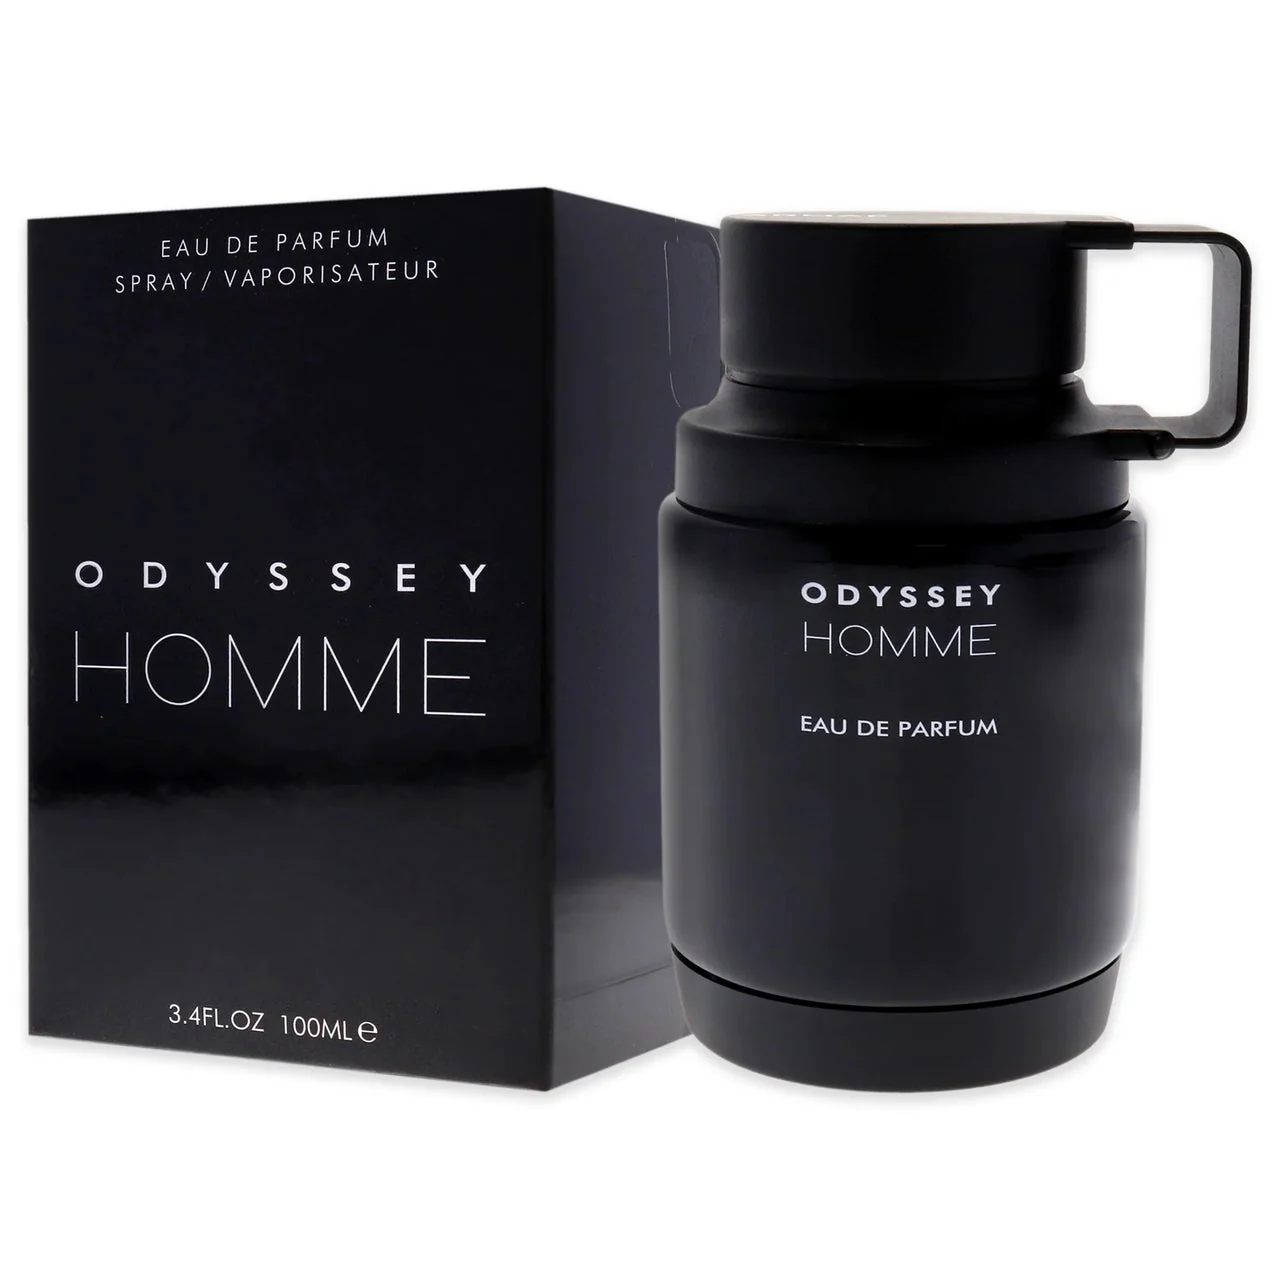 EAU DE PARFUM
SPRAY / VAPORISATEUR
ODYSSEY
HOMME
3.4FL.OZ 100ML ℮
ODYSSEY
HOMME
EAU DE PARFUM